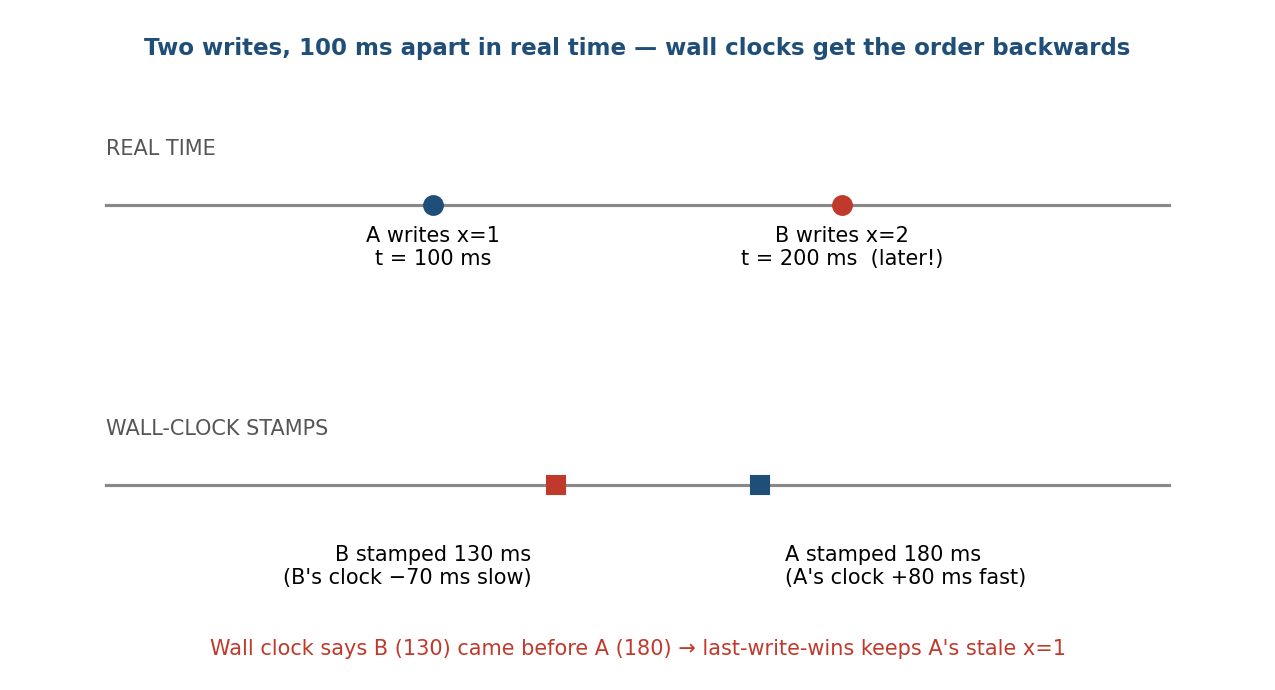 Two writes, 100 ms apart in real time — wall clocks get the order backwards
REAL TIME
A writes x=1
t = 100 ms
B writes x=2
t = 200 ms  (later!)
WALL-CLOCK STAMPS
B stamped 130 ms
(B's clock −70 ms slow)
A stamped 180 ms
(A's clock +80 ms fast)
Wall clock says B (130) came before A (180) → last-write-wins keeps A's stale x=1